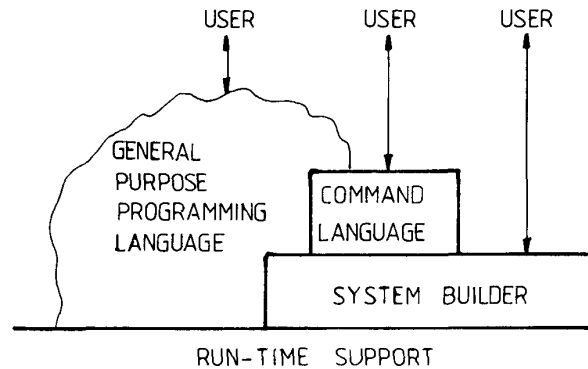 USER USER USER
GENERAL
PURPOSE
PROGRAMMING
LANGUAGE
COMMAND
LANGUAGE
SYSTEM BUILDER
RUN-TIME SUPPORT